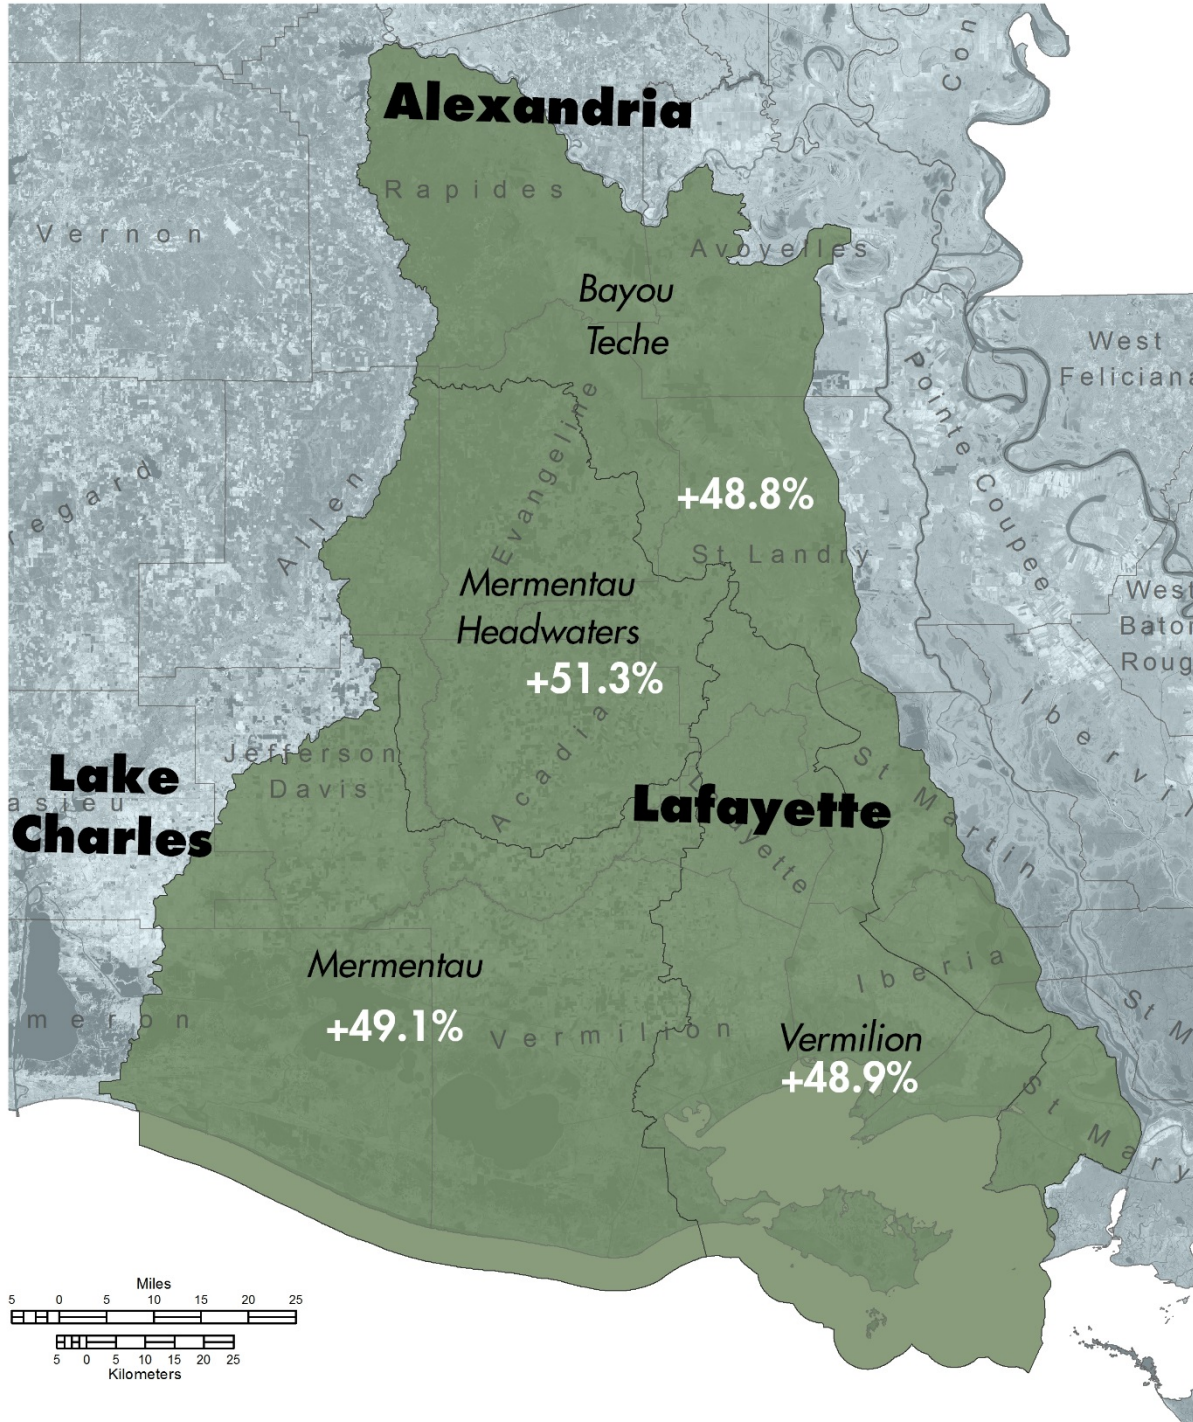 Con
Alexandria
Rapides
Vernon
Avoyelles
Bayou
Teche
West
Feliciana
Pointe Coupee
Evangeline
egard
Allen
+48.8%
St Landry
Mermentau
Headwaters
+51.3%
West
Baton
Roug
Ibervil
Acadia
Jefferson
Davis
St Martin
Lake
Charles
asieu
Lafayette
Lafayette
Mermentau
+49.1%
Iberia
meron
Vermilion
Vermilion
+48.9%
St M
St Mary
Miles
5 0 5 10 15 20 25
5 0 5 10 15 20 25
Kilometers